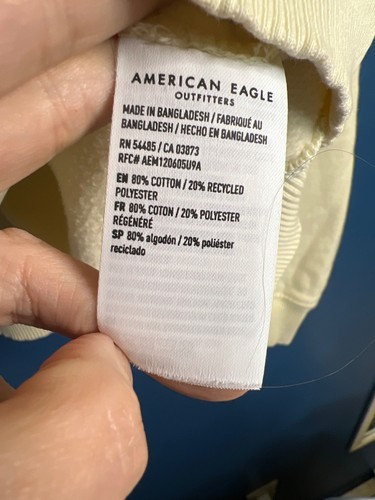 AMERICAN EAGLE
OUTFITTERS
MADE IN BANGLADESH / FABRIQUÉ AU
BANGLADESH / HECHO EN BANGLADESH
RN 54485 / CA 03873
RFC# AEM120605U9A
EN 80% COTTON / 20% RECYCLED
POLYESTER
FR 80% COTON / 20% POLYESTER
RÉGÉNÉRÉ
SP 80% algodón / 20% poliéster
reciclado